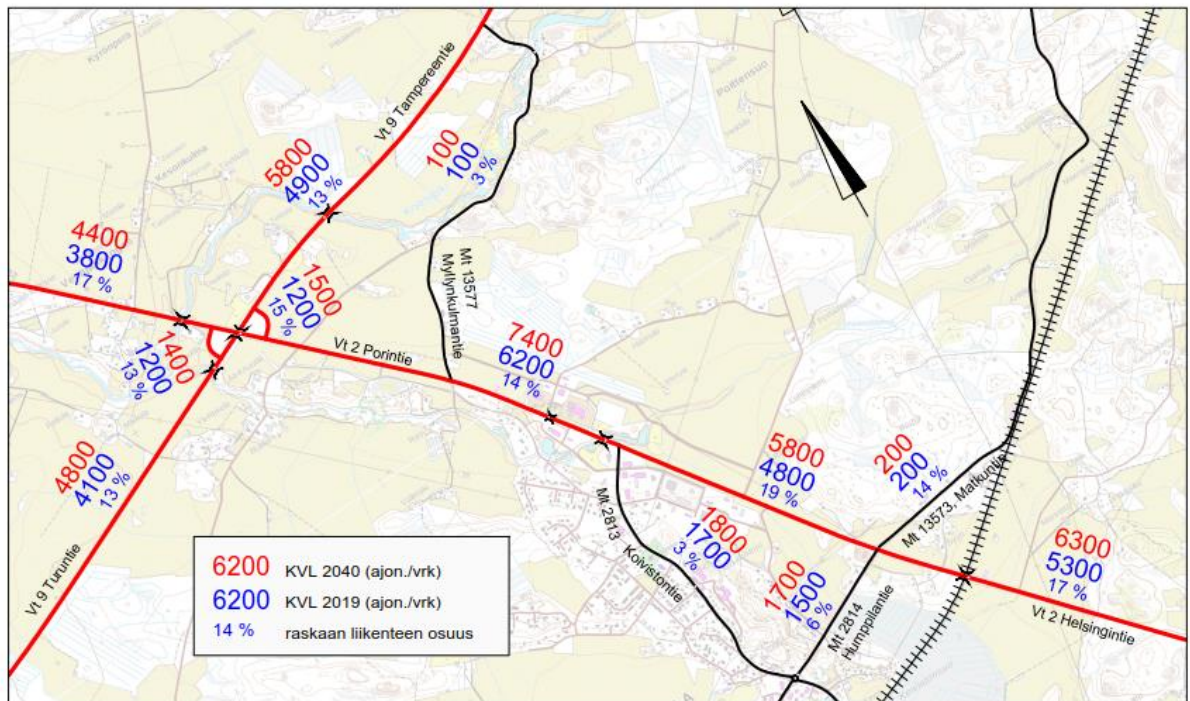 Vt 9 Tampereentie
5800
4900
13 %
100
100
3 %
4400
3800
17 %
1500
1200
15 %
Mt 13577
Myllynkulmantie
1400
1200
13 %
Vt 2 Porintie
7400
6200
14 %
4800
4100
13 %
5800
4800
19 %
200
200
14 %
Mt 13573, Matkuntie
Mt 2813
Koivistontie
1800
1700
3 %
1700
1500
6 %
Mt 2814
Humppilantie
6300
5300
17 %
Vt 2 Helsingintie
Vt 9 Turuntie
6200 KVL 2040 (ajon./vrk)
6200 KVL 2019 (ajon./vrk)
14 % raskaan liikenteen osuus